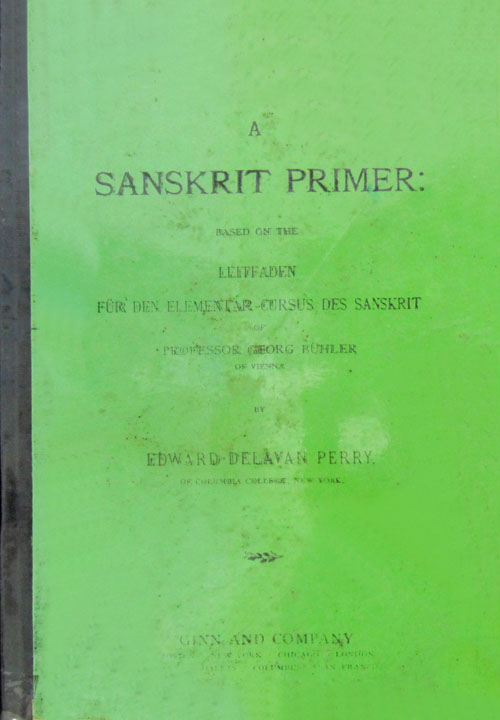 A
SANSKRIT PRIMER:
BASED ON THE
LEITFADEN
FÜR DEN ELEMENTAR-CURSUS DES SANSKRIT
OF
PROFESSOR GEORG BÜHLER
OF VIENNA
BY
EDWARD DELAVAN PERRY,
OF COLUMBIA COLLEGE, NEW YORK.
GINN AND COMPANY
NEW YORK · CHICAGO · LONDON
COLUMBUS